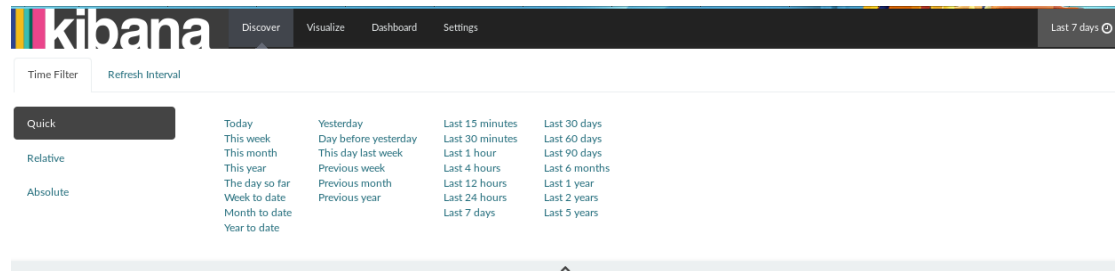 kibana Discover Visualize Dashboard Settings Last 7 days
Time Filter Refresh Interval
Quick
Relative
Absolute
Today
This week
This month
This year
The day so far
Week to date
Month to date
Year to date
Yesterday
Day before yesterday
This day last week
Previous week
Previous month
Previous year
Last 15 minutes
Last 30 minutes
Last 1 hour
Last 4 hours
Last 12 hours
Last 24 hours
Last 7 days
Last 30 days
Last 60 days
Last 90 days
Last 6 months
Last 1 year
Last 2 years
Last 5 years